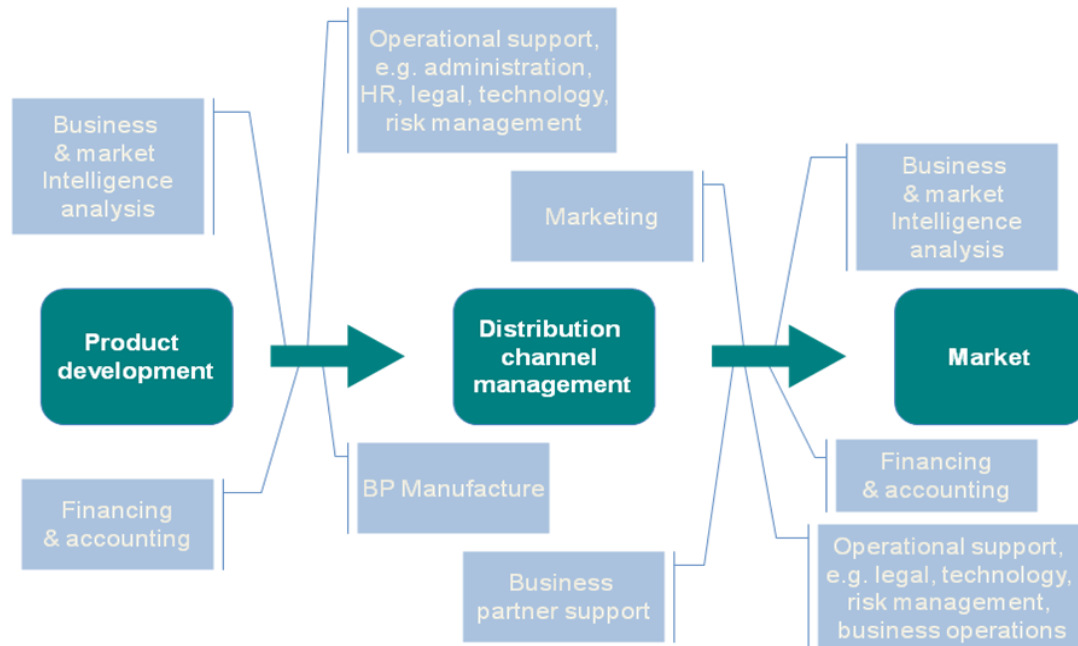 Operational support,
e.g. administration,
HR, legal, technology,
risk management
Business
& market
Intelligence
analysis
Business
& market
Intelligence
analysis
Marketing
Product
development
Distribution
channel
management
Market
Financing
& accounting
BP Manufacture
Financing
& accounting
Business
partner support
Operational support,
e.g. legal, technology,
risk management,
business operations